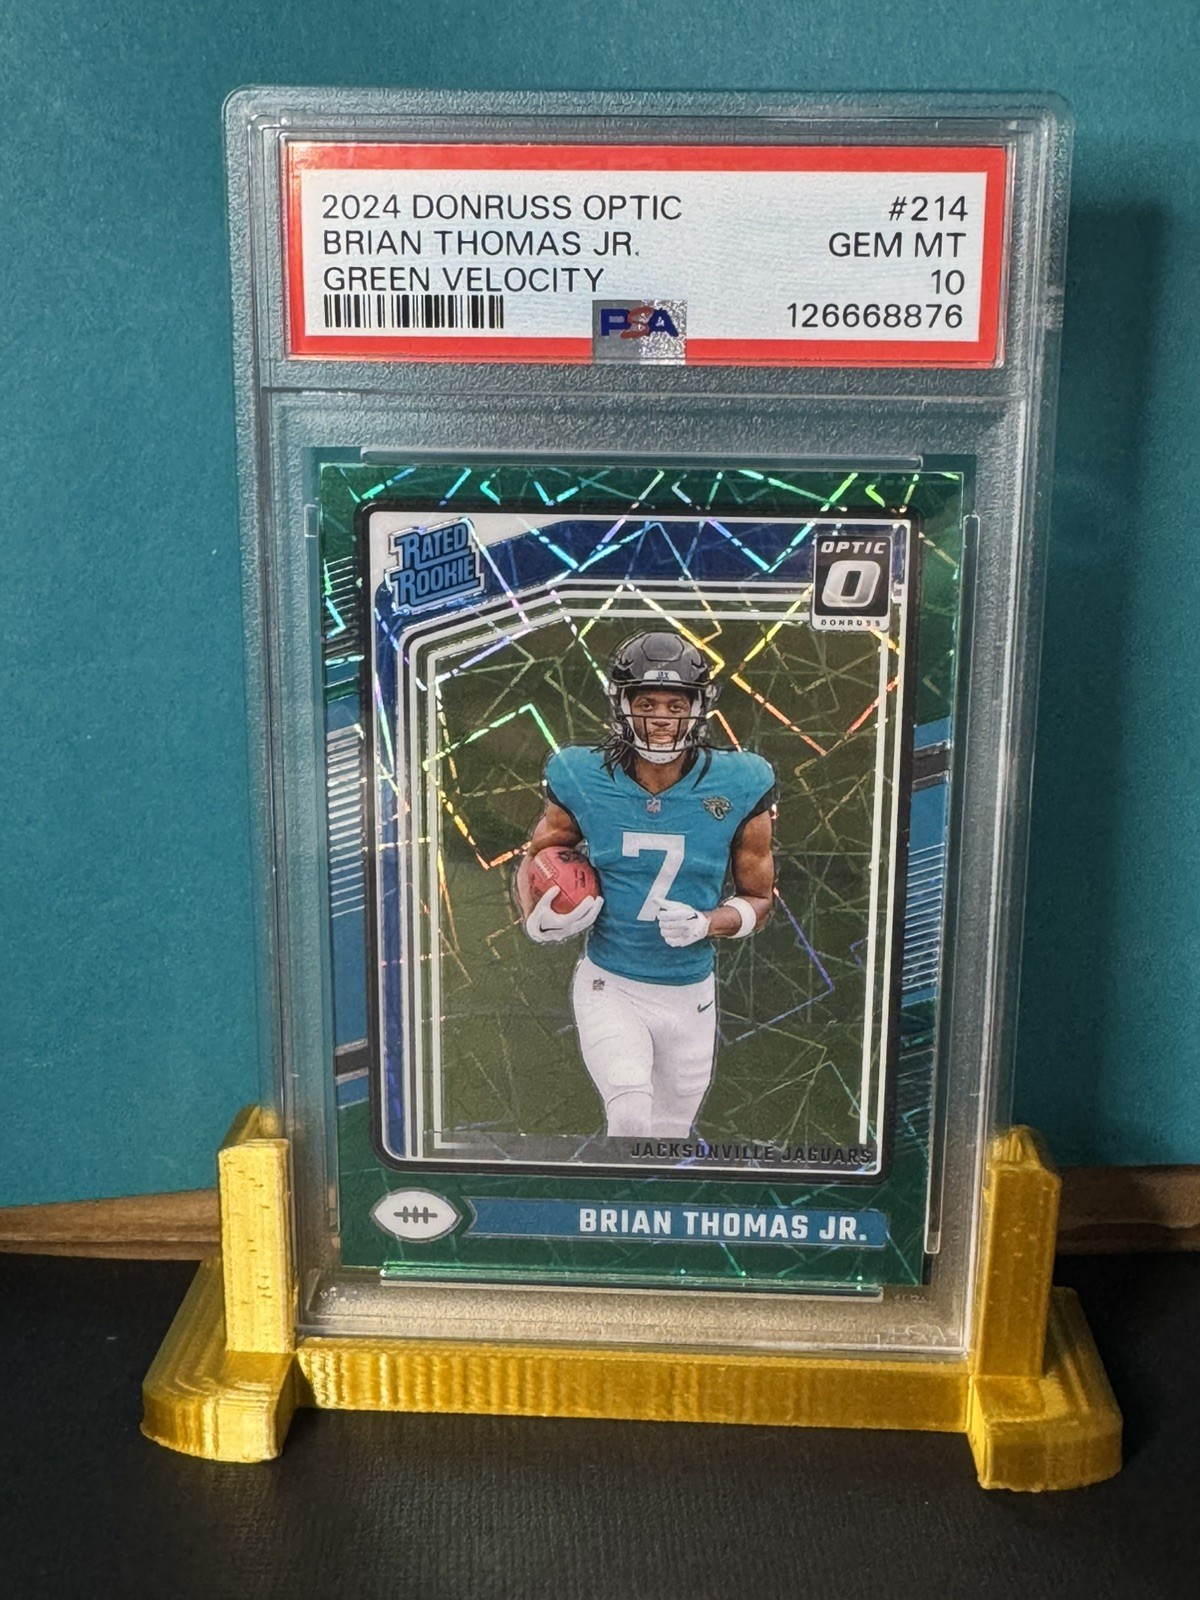 2024 DONRUSS OPTIC #214
BRIAN THOMAS JR. GEM MT
GREEN VELOCITY 10
126668876
PSA
RATED
ROOKIE
OPTIC
O
DONRUSS
7
JACKSONVILLE JAGUARS
BRIAN THOMAS JR.